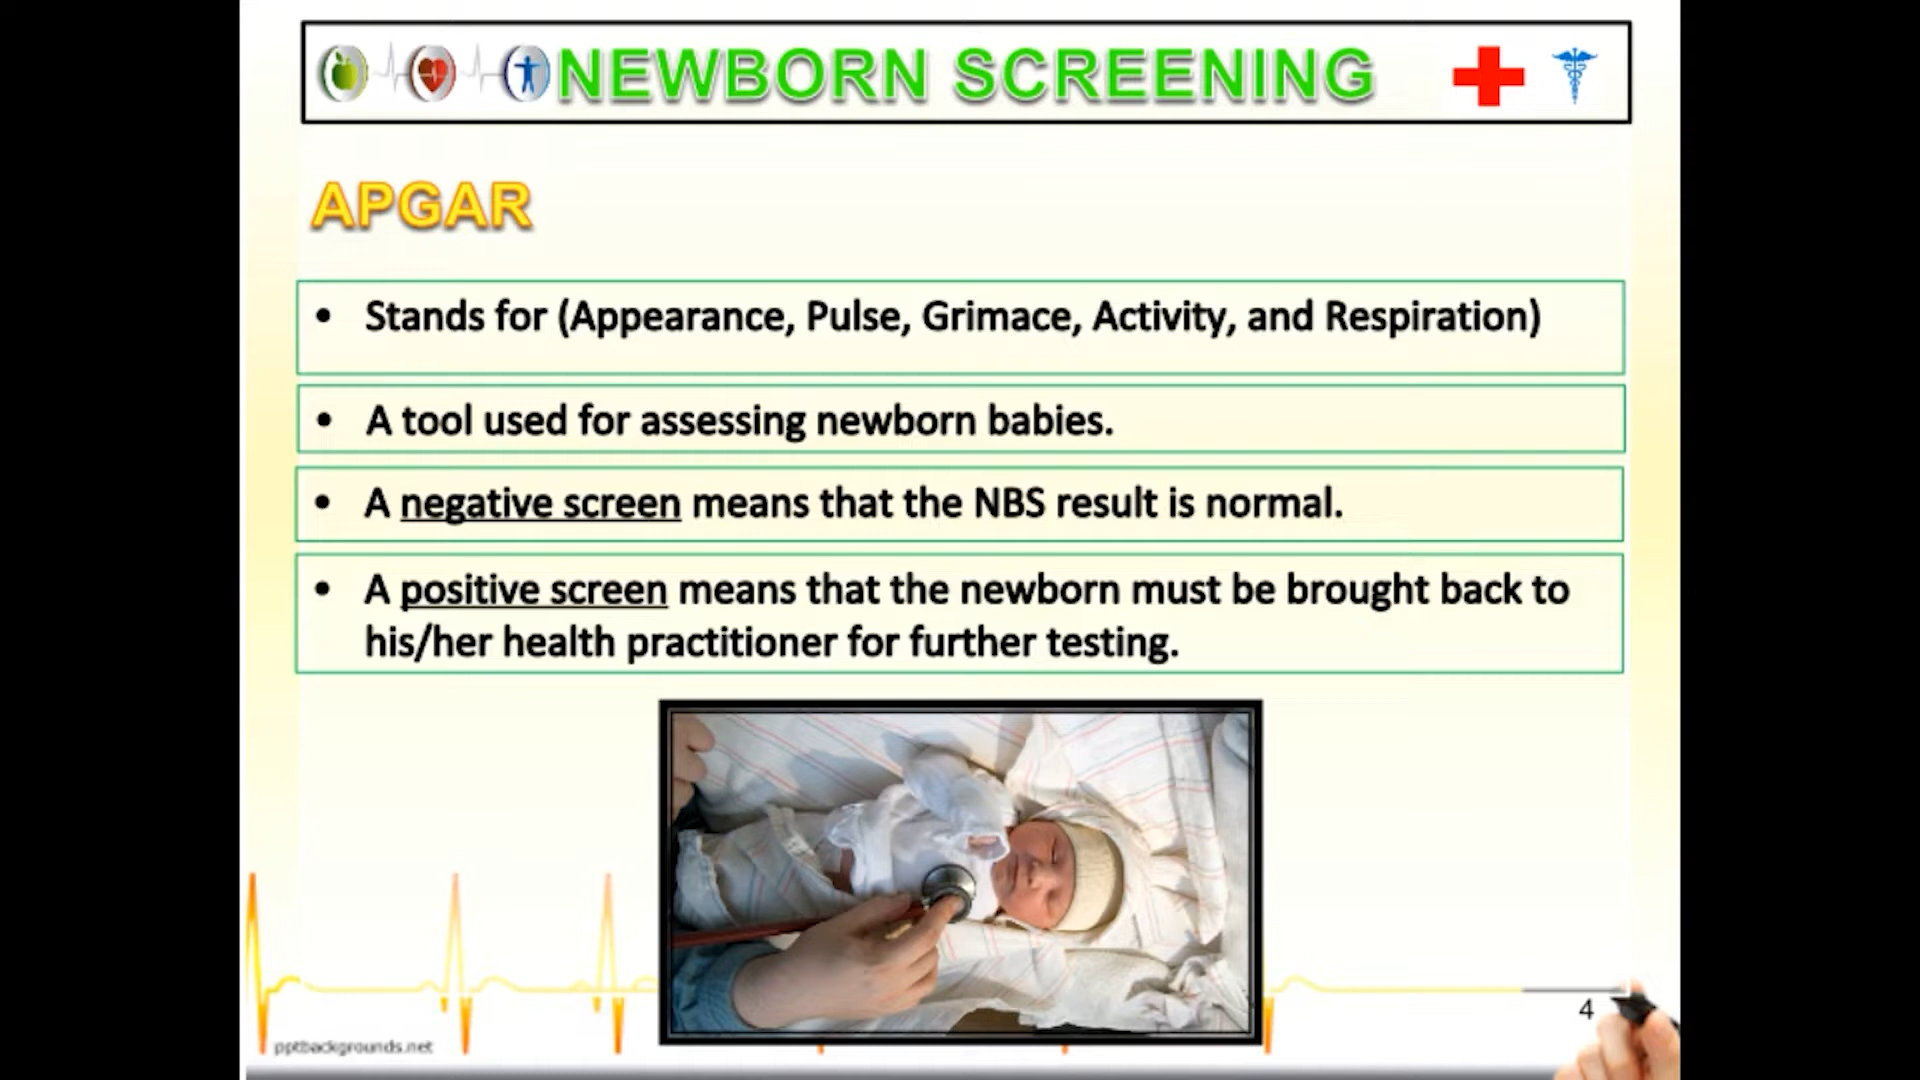 NEWBORN SCREENING
APGAR
• Stands for (Appearance, Pulse, Grimace, Activity, and Respiration)
• A tool used for assessing newborn babies.
• A negative screen means that the NBS result is normal.
• A positive screen means that the newborn must be brought back to
his/her health practitioner for further testing.
4
pptbackgrounds.net